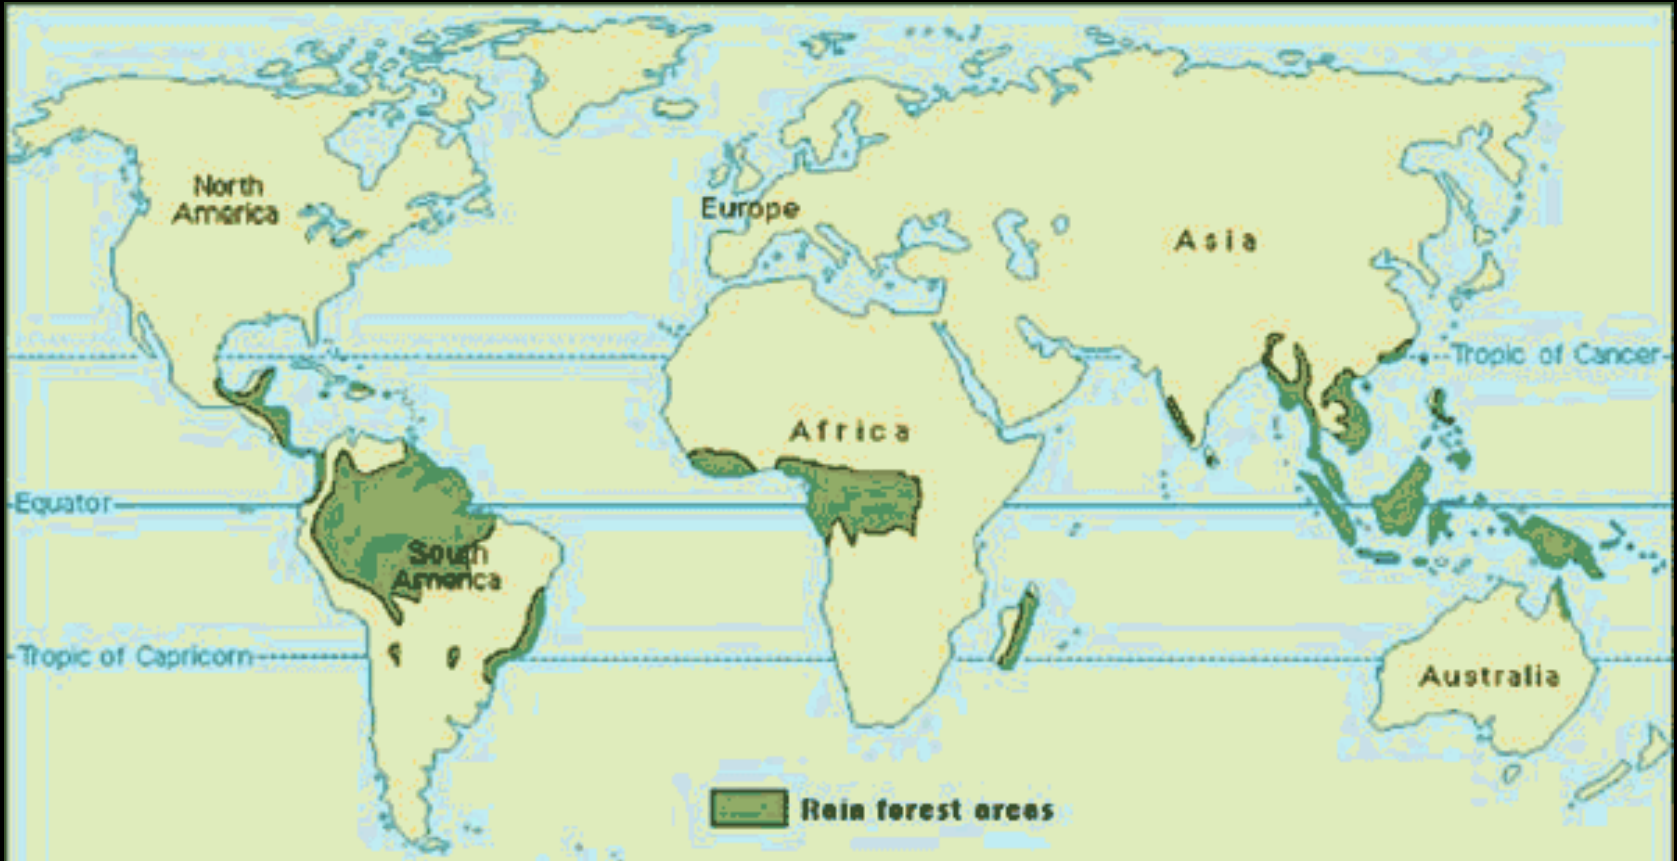 North
America
Europe
Asia
Tropic of Cancer
Africa
Equator
South
America
Tropic of Capricorn
Australia
Rain forest areas